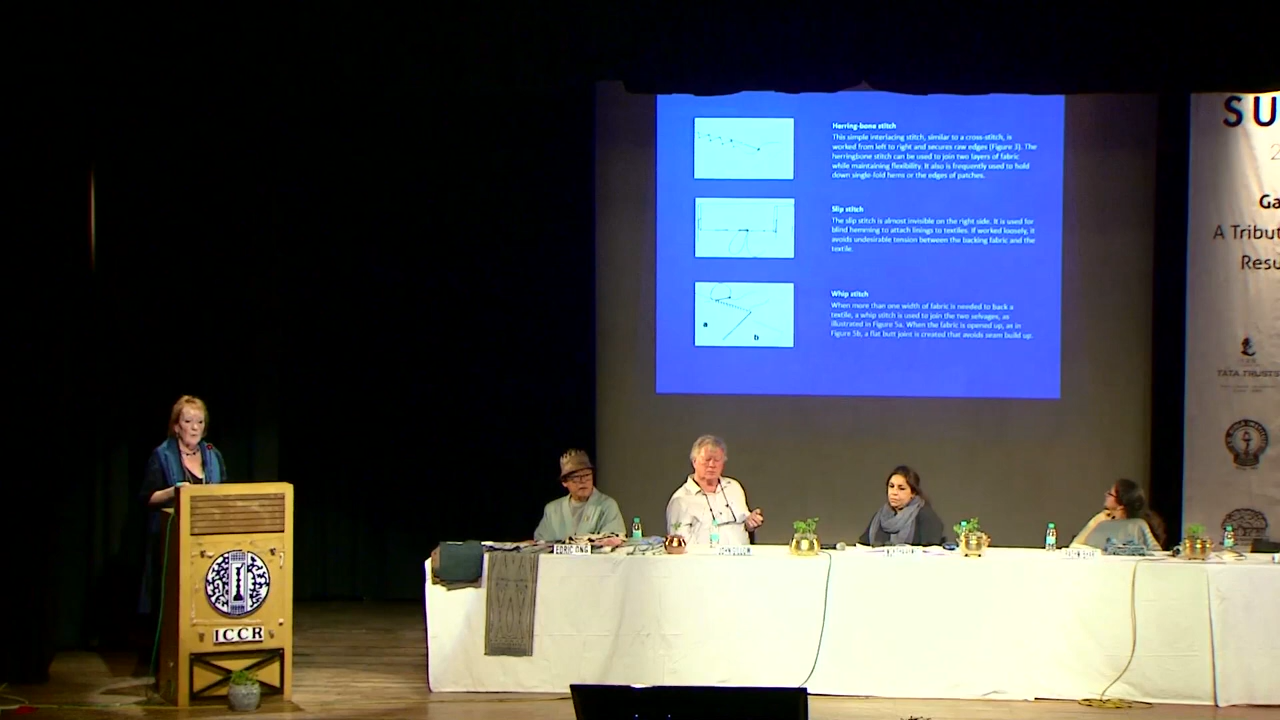 Herring-bone stitch
This simple interlacing stitch, similar to a cross-stitch, is
worked from left to right and secures raw edges (Figure 3). The
herringbone stitch can be used to join two layers of fabric
while maintaining flexibility. It also is frequently used to hold
down single-fold hems or the edges of patches.
Slip stitch
The slip stitch is almost invisible on the right side. It is used for
blind hemming to attach linings to textiles. If worked loosely, it
avoids undesirable tension between the backing fabric and the
textile.
Whip stitch
When more than one width of fabric is needed to back a
textile, a whip stitch is used to join the two selvages, as
illustrated in Figure 5a. When the fabric is opened up, as in
Figure 5b, a flat butt joint is created that avoids seam build up.
a
b
SU
2
Ga
A Tribut
Resu
TATA TRUSTS
EDRIC ONG
ICCR